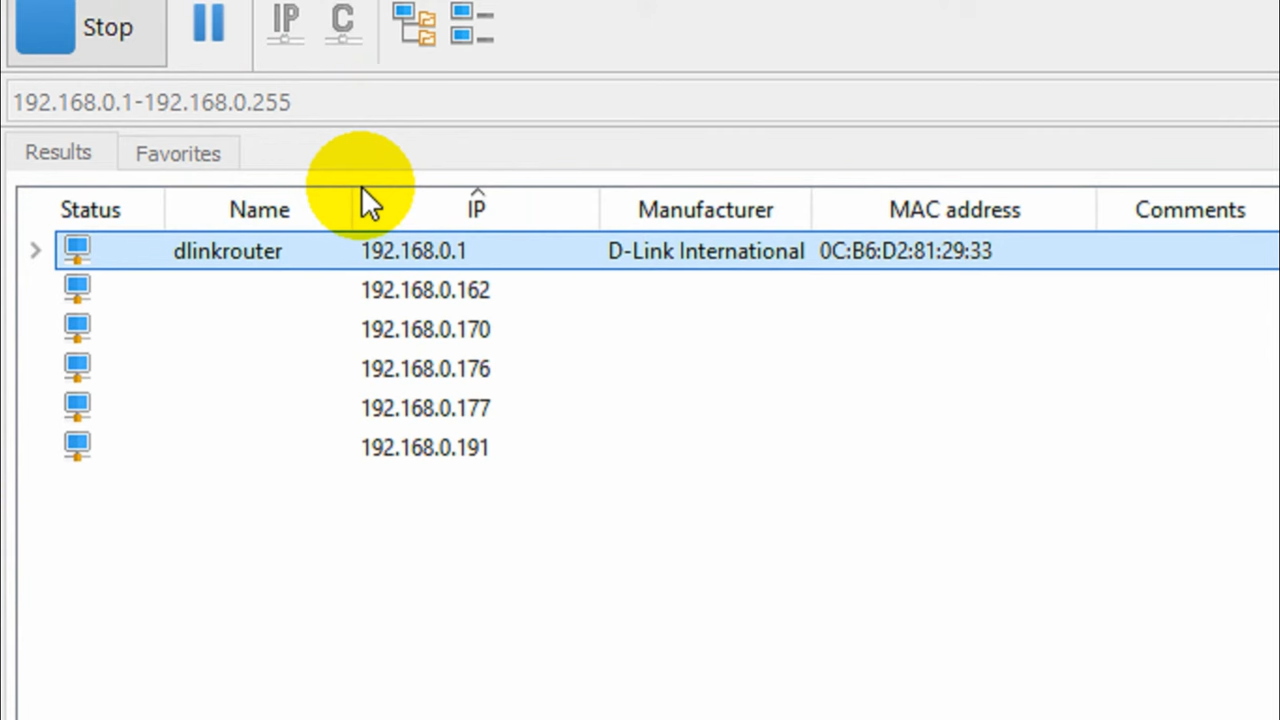 Stop IP C
192.168.0.1-192.168.0.255
Results Favorites
Status Name IP Manufacturer MAC address Comments
dlinkrouter 192.168.0.1 D-Link International 0C:B6:D2:81:29:33
192.168.0.162
192.168.0.170
192.168.0.176
192.168.0.177
192.168.0.191